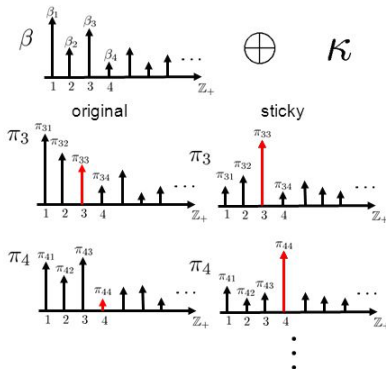 β β₁ β₂ β₃ β₄ ... ⊕ κ
1 2 3 4 ℤ₊
original sticky
π₃ π₃₁ π₃₂ π₃₃ π₃₄ ... π₃ π₃₁ π₃₂ π₃₃ π₃₄ ...
1 2 3 4 ℤ₊ 1 2 3 4 ℤ₊
π₄ π₄₁ π₄₂ π₄₃ π₄₄ ... π₄ π₄₁ π₄₂ π₄₃ π₄₄ ...
1 2 3 4 ℤ₊ 1 2 3 4 ℤ₊